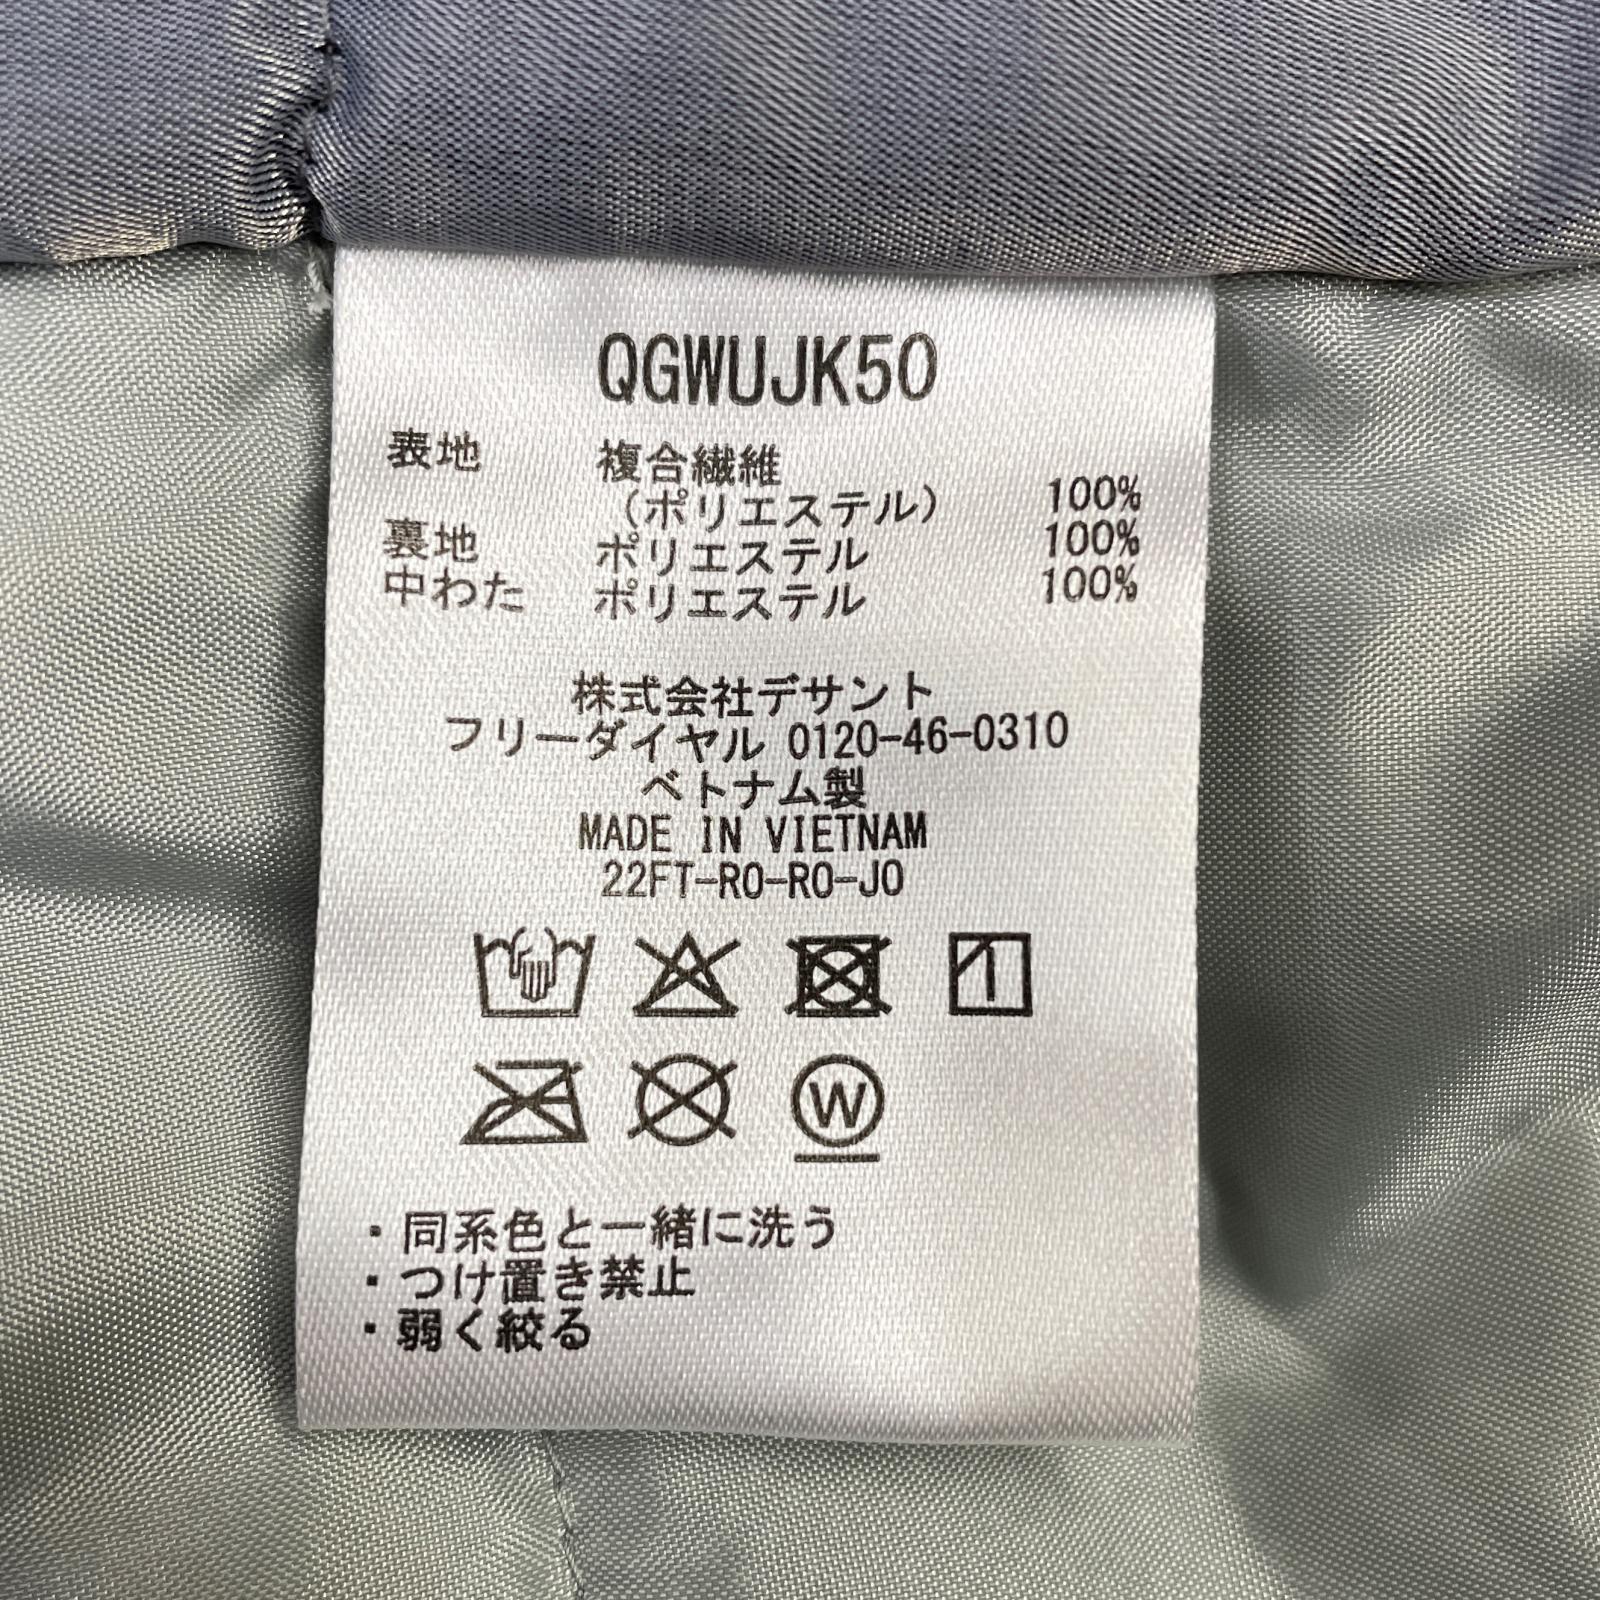 QGWUJK50
表地 複合繊維
（ポリエステル） 100%
裏地 ポリエステル 100%
中わた ポリエステル 100%
株式会社デサント
フリーダイヤル 0120-46-0310
ベトナム製
MADE IN VIETNAM
22FT-RO-RO-JO
W
・同系色と一緒に洗う
・つけ置き禁止
・弱く絞る